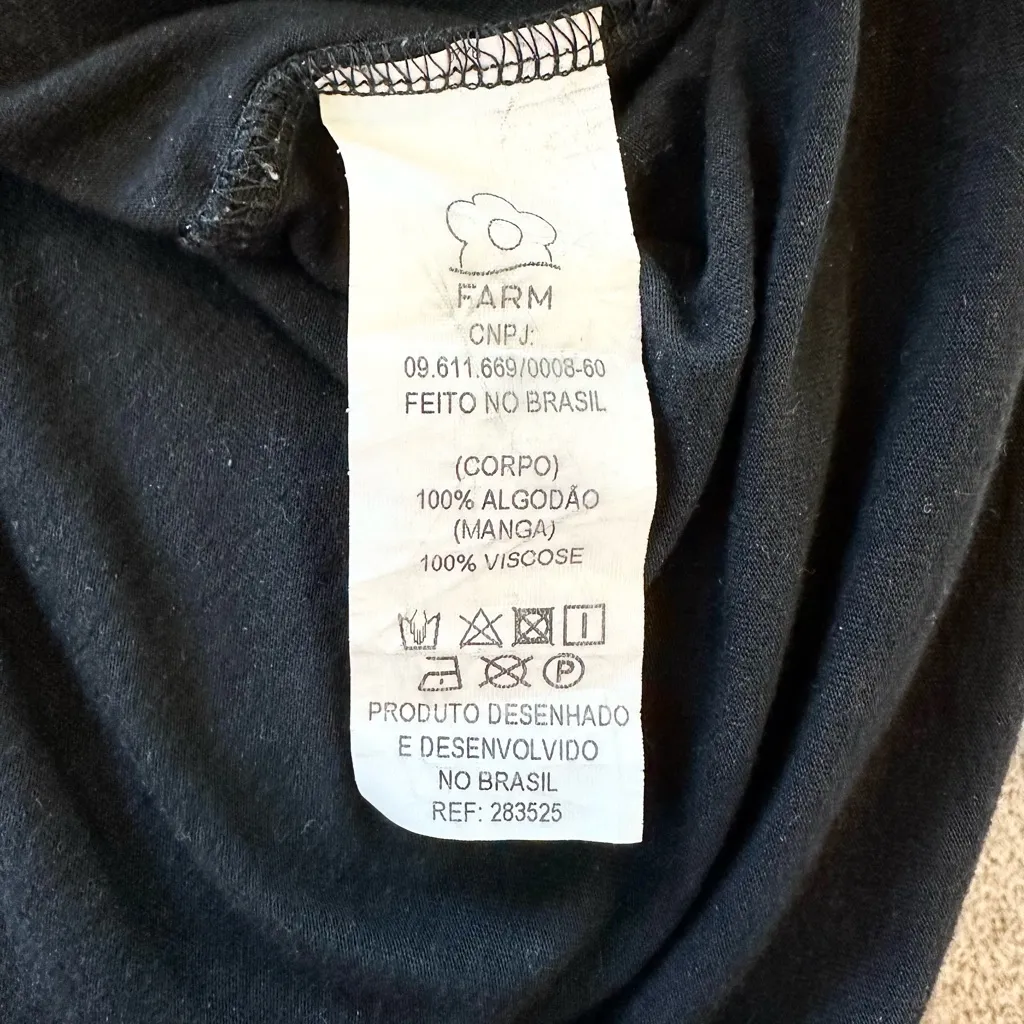 FARM
CNPJ:
09.611.669/0008-60
FEITO NO BRASIL
(CORPO)
100% ALGODÃO
(MANGA)
100% VISCOSE
P
PRODUTO DESENHADO
E DESENVOLVIDO
NO BRASIL
REF: 283525